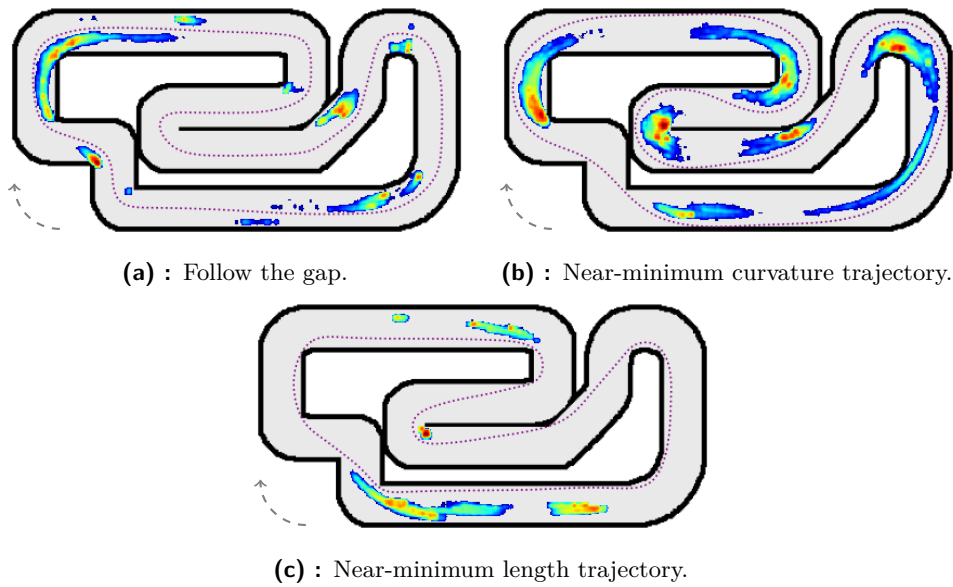 (a) : Follow the gap.
(b) : Near-minimum curvature trajectory.
(c) : Near-minimum length trajectory.